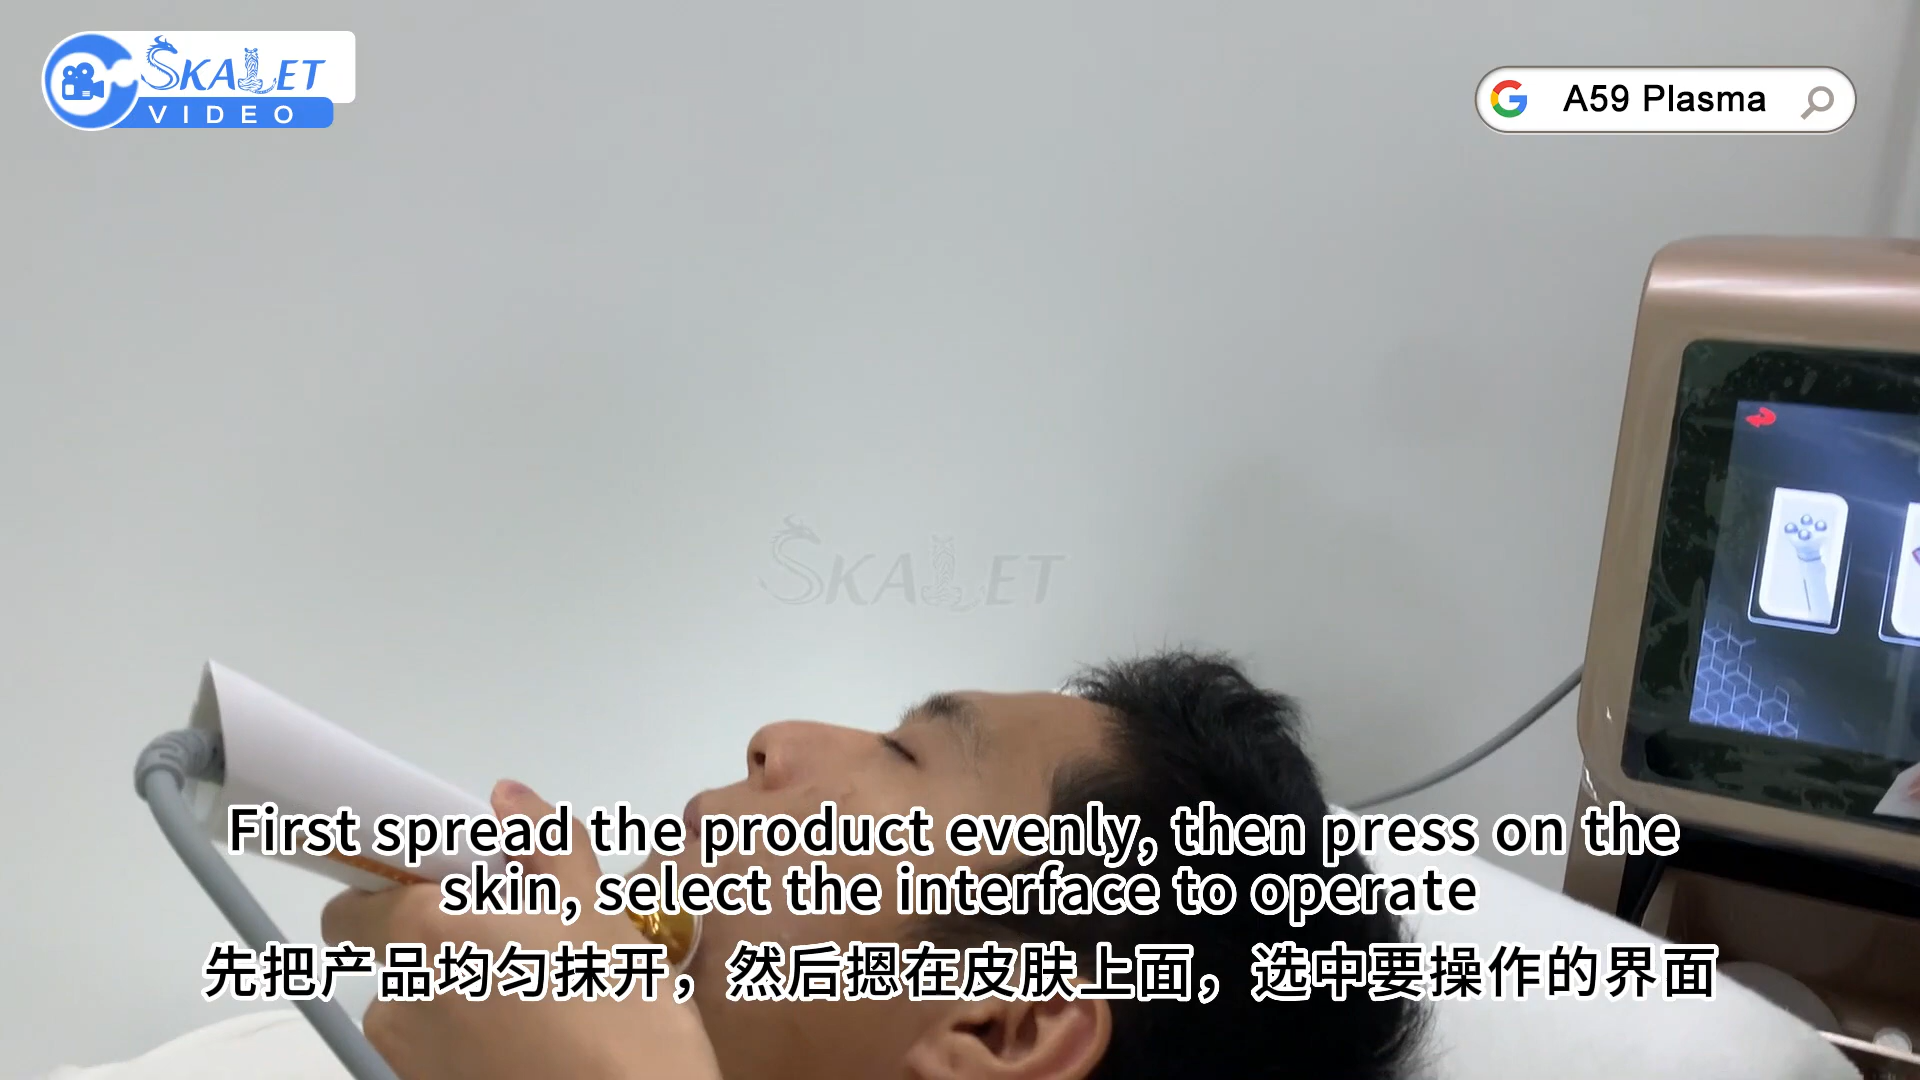 SKALET
VIDEO
A59 Plasma
SKALET
First spread the product evenly, then press on the
skin, select the interface to operate
先把产品均匀抹开，然后摁在皮肤上面，选中要操作的界面